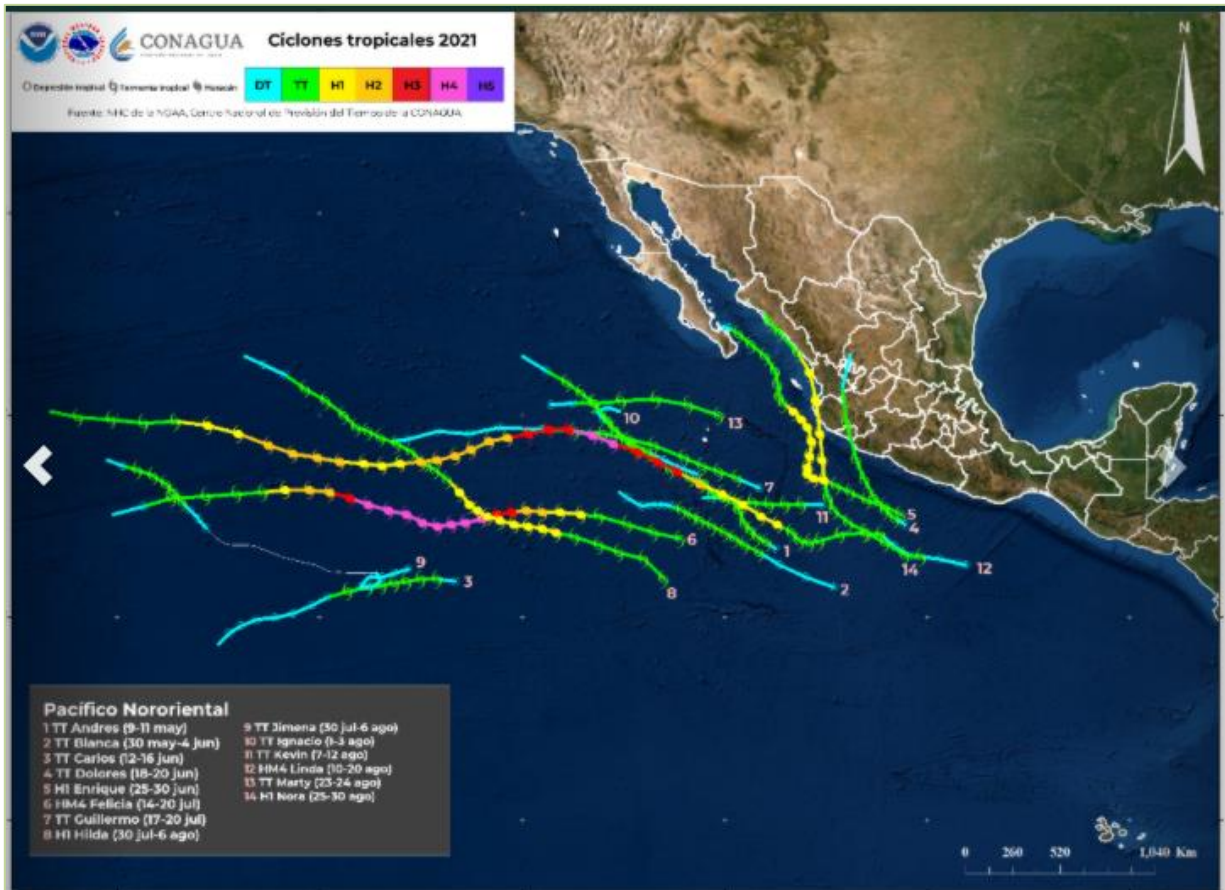 CONAGUA
Ciclones tropicales 2021
Depresión tropical Tormenta tropical Huracán
DT TT H1 H2 H3 H4 H5
Fuente: NHC de la NOAA, Centro Nacional de Previsión del Tiempo de la CONAGUA
N
10
13
7
11
5
4
6
1
14
12
9
3
8
2
Pacífico Nororiental
1 TT Andres (9-11 may)
2 TT Blanca (30 may-4 jun)
3 TT Carlos (12-16 jun)
4 TT Dolores (18-20 jun)
5 H1 Enrique (25-30 jun)
6 HM4 Felicia (14-20 jul)
7 TT Guillermo (17-20 jul)
8 H1 Hilda (30 jul-6 ago)
9 TT Jimena (30 jul-6 ago)
10 TT Ignacio (1-3 ago)
11 TT Kevin (7-12 ago)
12 HM4 Linda (10-20 ago)
13 TT Marty (23-24 ago)
14 H1 Nora (25-30 ago)
0 260 520 1,040 Km